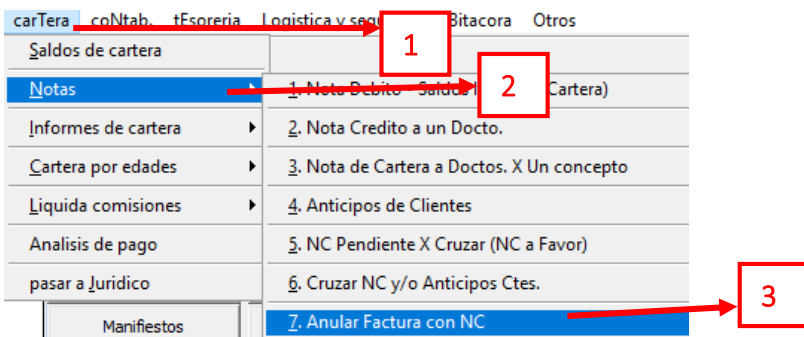 carTera coNtab. tEsoreria Logistica y Bitacora Otros
1
Saldos de cartera
Notas
2
1. Nota Debito - Saldos Cartera)
Informes de cartera
2. Nota Credito a un Docto.
Cartera por edades
3. Nota de Cartera a Doctos. X Un concepto
Liquida comisiones
4. Anticipos de Clientes
Analisis de pago
5. NC Pendiente X Cruzar (NC a Favor)
pasar a Juridico
6. Cruzar NC y/o Anticipos Ctes.
3
Manifiestos
7. Anular Factura con NC